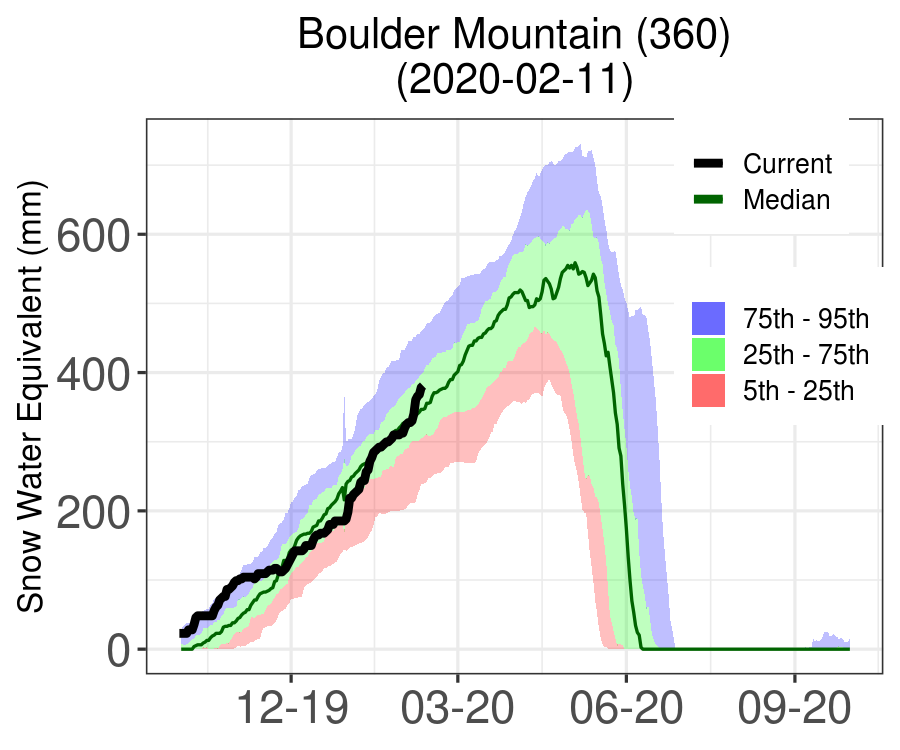 Boulder Mountain (360)
(2020-02-11)
Snow Water Equivalent (mm)
600
400
200
0
12-19
03-20
06-20
09-20
Current
Median
75th - 95th
25th - 75th
5th - 25th